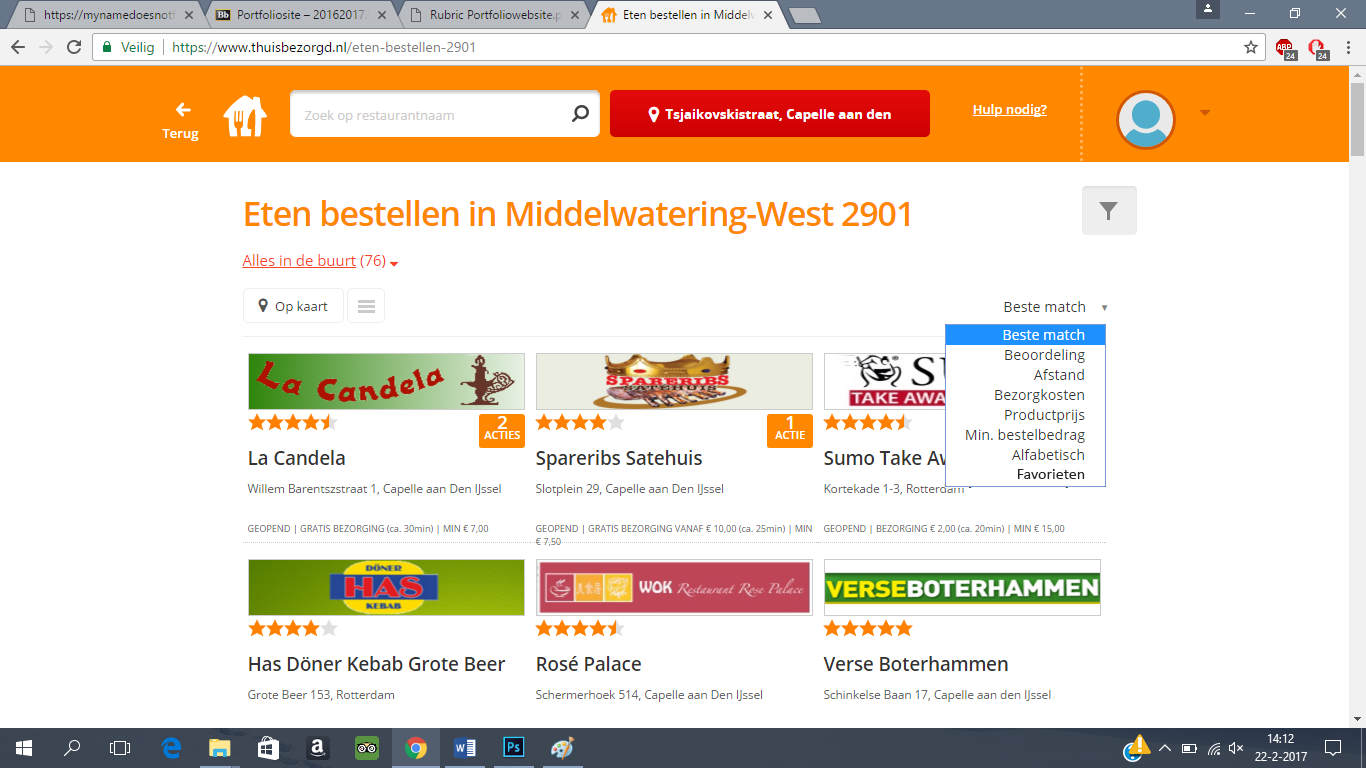 https://mynamedoesnotf
Portfoliosite – 20162017.
Rubric Portfoliowebsite.p
Eten bestellen in Middelw
Veilig | https://www.thuisbezorgd.nl/eten-bestellen-2901
ABP 24 24
Terug
Zoek op restaurantnaam
Tsjaikovskistraat, Capelle aan den
Hulp nodig?
Eten bestellen in Middelwatering-West 2901
Alles in de buurt (76)
Op kaart
Beste match
Beste match
Beoordeling
Afstand
Bezorgkosten
Productprijs
Min. bestelbedrag
Alfabetisch
Favorieten
La Candela
2
ACTIES
La Candela
Willem Barentszstraat 1, Capelle aan Den IJssel
GEOPEND | GRATIS BEZORGING (ca. 30min) | MIN € 7,00
SPARERIBS
SATEHUIS
1
ACTIE
Spareribs Satehuis
Slotplein 29, Capelle aan Den IJssel
GEOPEND | GRATIS BEZORGING VANAF € 10,00 (ca. 25min) | MIN
€ 7,50
SU
TAKE AWA
Sumo Take Aw
Kortekade 1-3, Rotterdam
GEOPEND | BEZORGING € 2,00 (ca. 20min) | MIN € 15,00
DÖNER
HAS
KEBAB
Has Döner Kebab Grote Beer
Grote Beer 153, Rotterdam
WOK Restaurant Rose Palace
Rosé Palace
Schermerhoek 514, Capelle aan Den IJssel
VERSEBOTERHAMMEN
Verse Boterhammen
Schinkelse Baan 17, Capelle aan den IJssel
14:12
22-2-2017